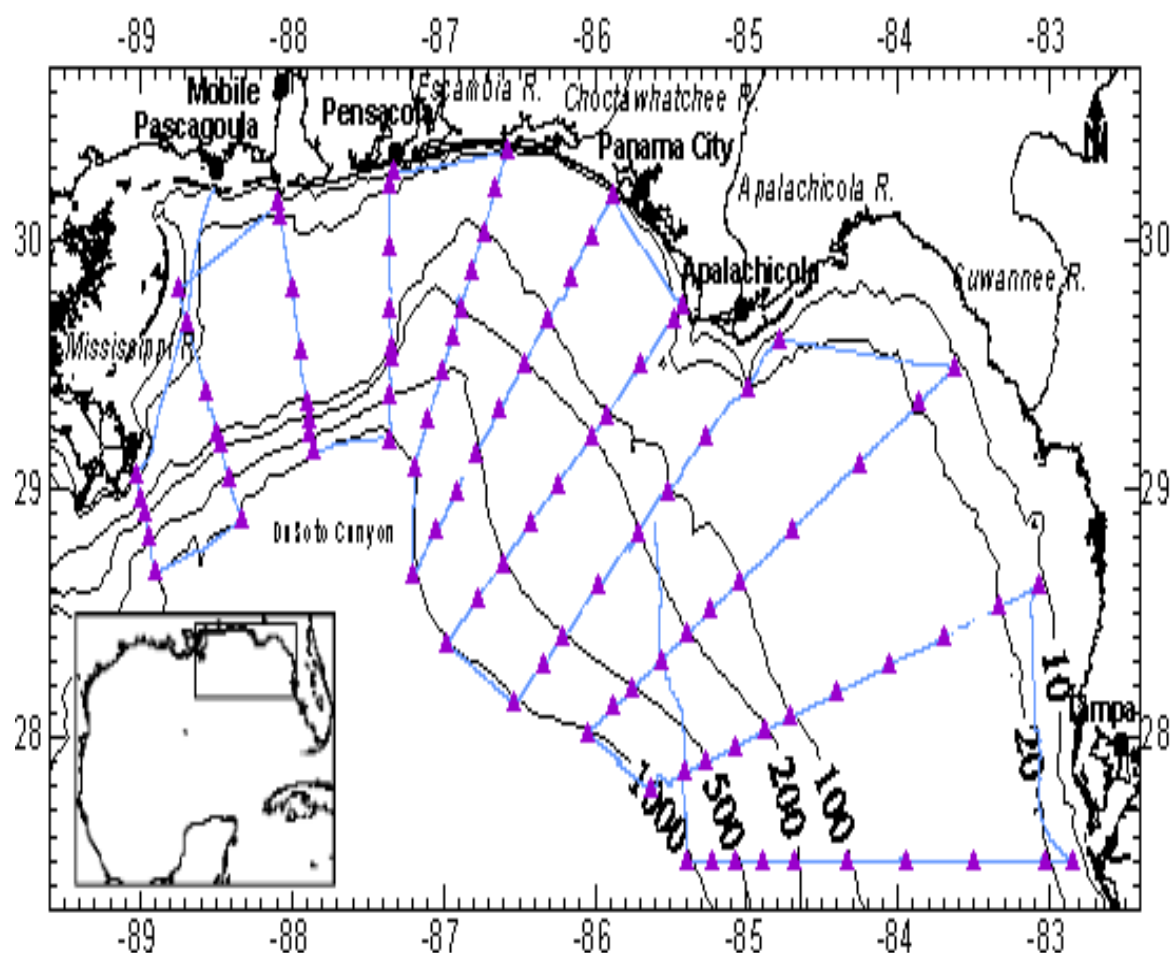 -89 -88 -87 -86 -85 -84 -83
Mobile
Escambia R.
Choctawhatchee R.
Pascagoula
Pensacola
N
Panama City
Apalachicola R.
30
30
Apalachicola
Suwannee R.
Mississippi R.
29
29
DeSoto Canyon
10
Tampa
28
28
20
1000
500
200
100
-89 -88 -87 -86 -85 -84 -83